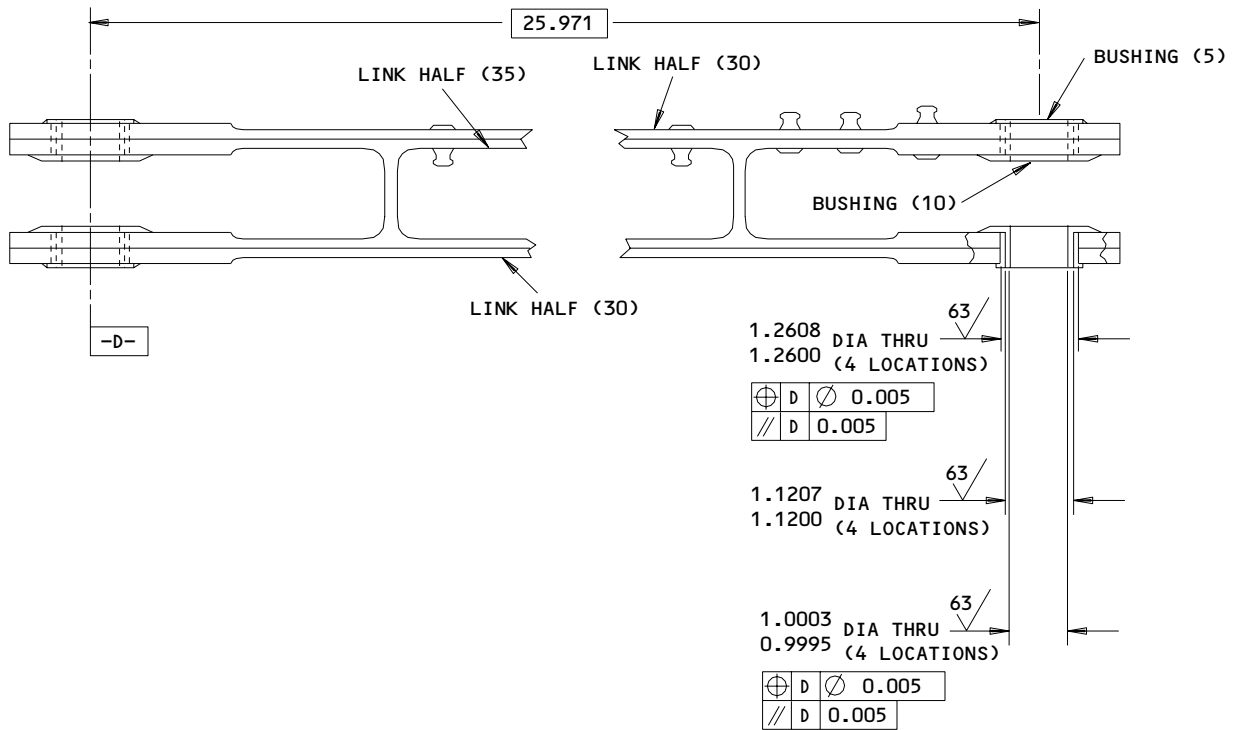 25.971
LINK HALF (35)
LINK HALF (30)
BUSHING (5)
BUSHING (10)
LINK HALF (30)
-D-
63
1.2608
1.2600
DIA THRU
(4 LOCATIONS)
⌖ D ∅ 0.005
// D 0.005
63
1.1207
1.1200
DIA THRU
(4 LOCATIONS)
63
1.0003
0.9995
DIA THRU
(4 LOCATIONS)
⌖ D ∅ 0.005
// D 0.005